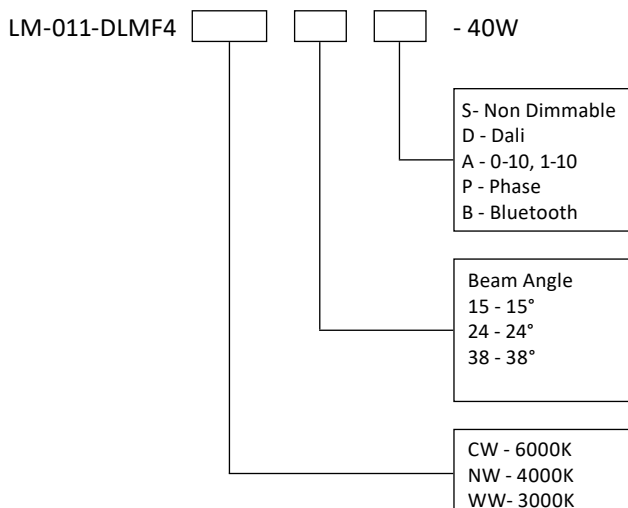 LM-011-DLMF4 - 40W
S- Non Dimmable
D - Dali
A - 0-10, 1-10
P - Phase
B - Bluetooth
Beam Angle
15 - 15°
24 - 24°
38 - 38°
CW - 6000K
NW - 4000K
WW- 3000K